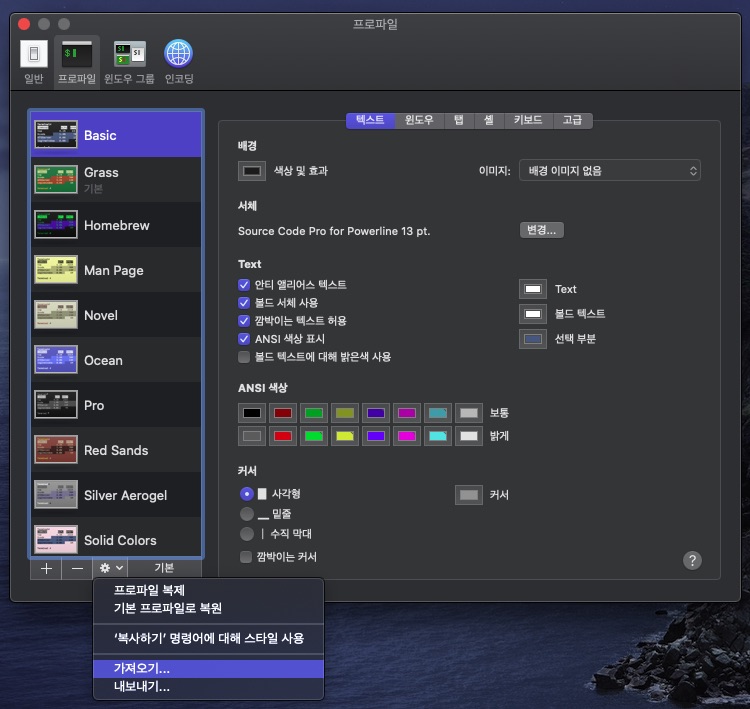 프로파일
일반
프로파일
윈도우 그룹
인코딩
Basic
Grass
기본
Homebrew
Man Page
Novel
Ocean
Pro
Red Sands
Silver Aerogel
Solid Colors
기본
텍스트 윈도우 탭 셸 키보드 고급
배경
색상 및 효과
이미지: 배경 이미지 없음
서체
Source Code Pro for Powerline 13 pt. 변경...
Text
안티 앨리어스 텍스트
볼드 서체 사용
깜박이는 텍스트 허용
ANSI 색상 표시
볼드 텍스트에 대해 밝은색 사용
Text
볼드 텍스트
선택 부분
ANSI 색상
보통
밝게
커서
사각형
밑줄
수직 막대
깜박이는 커서
커서
?
프로파일 복제
기본 프로파일로 복원
‘복사하기’ 명령어에 대해 스타일 사용
가져오기...
내보내기...